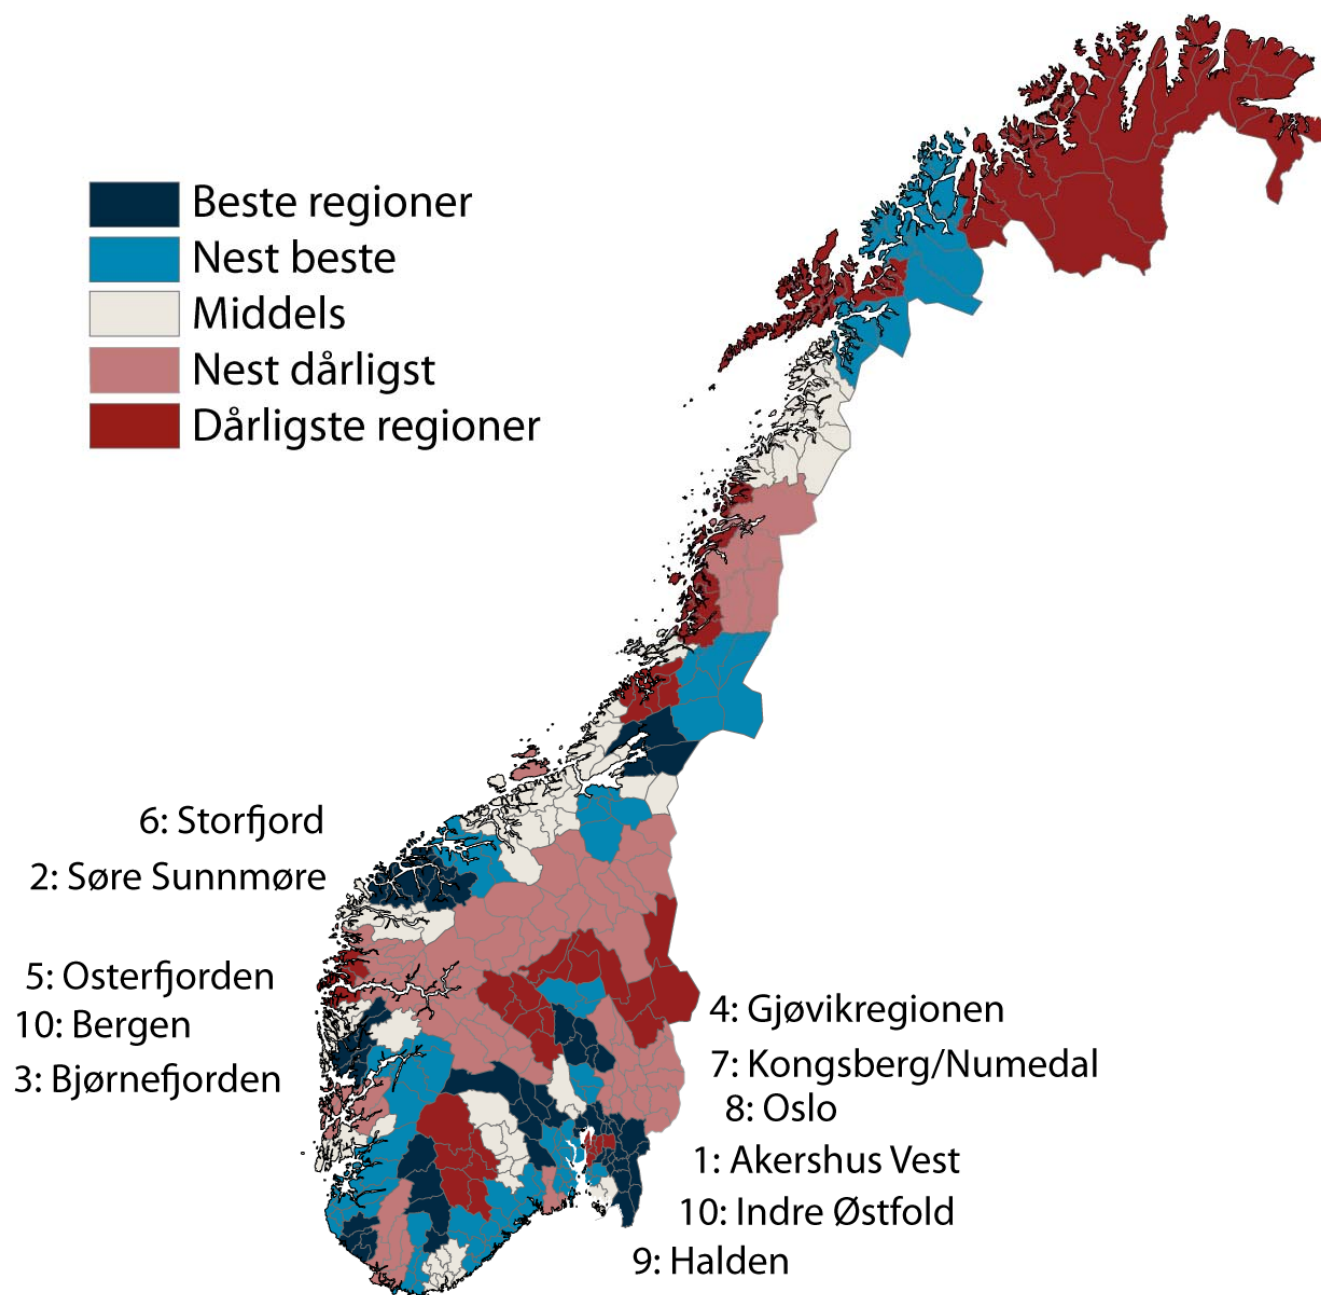 Beste regioner
Nest beste
Middels
Nest dårligst
Dårligste regioner
6: Storfjord
2: Søre Sunnmøre
5: Osterfjorden
10: Bergen
3: Bjørnefjorden
4: Gjøvikregionen
7: Kongsberg/Numedal
8: Oslo
1: Akershus Vest
10: Indre Østfold
9: Halden